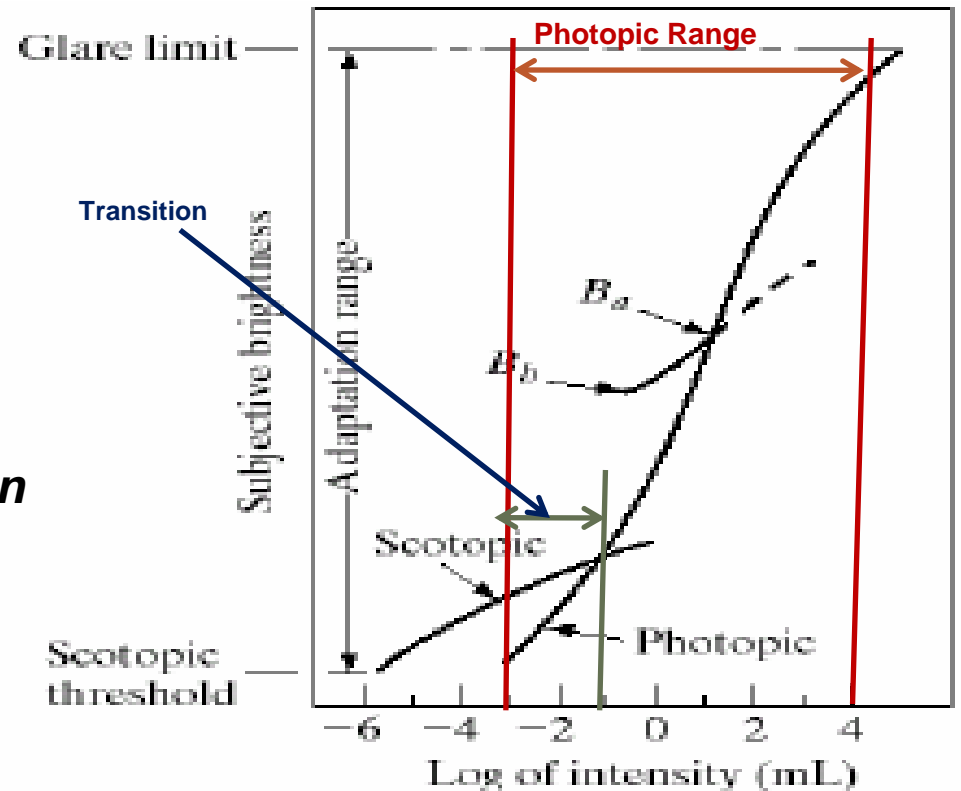 Glare limit
Photopic Range
Transition
Subjective brightness
Adaptation range
Ba
Bb
n
Scotopic
Photopic
Scotopic
threshold
−6 −4 −2 0 2 4
Log of intensity (mL)